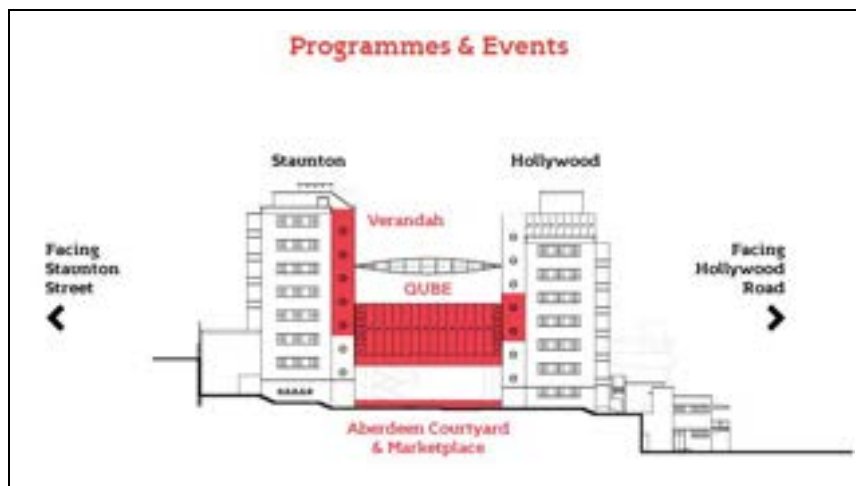 Programmes & Events
Staunton
Hollywood
Verandah
Facing
Staunton
Street
Facing
Hollywood
Road
QUBE
Aberdeen Courtyard
& Marketplace